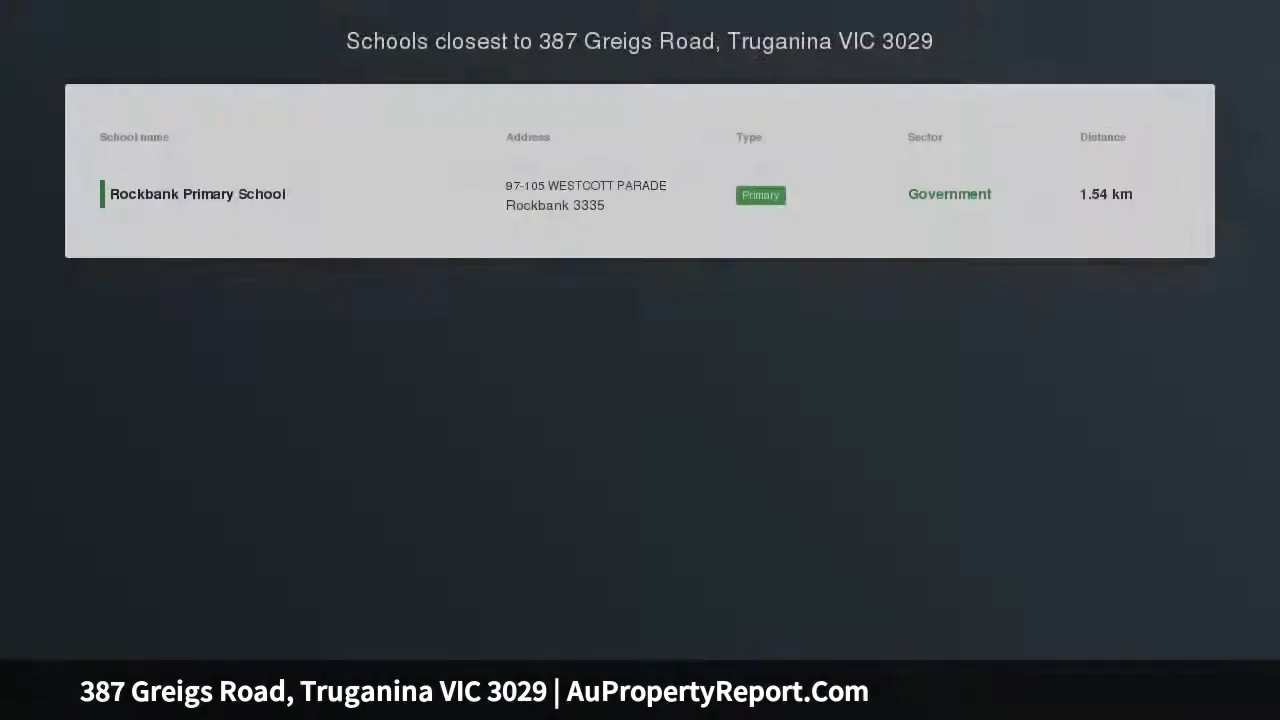 Schools closest to 387 Greigs Road, Truganina VIC 3029
School name Address Type Sector Distance
Rockbank Primary School 97-105 WESTCOTT PARADE Primary Government 1.54 km
Rockbank 3335
387 Greigs Road, Truganina VIC 3029 | AuPropertyReport.Com